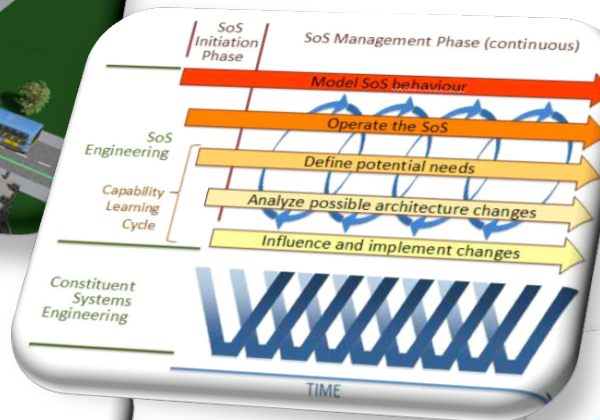 SoS
Initiation
Phase
SoS Management Phase (continuous)
Model SoS behaviour
Operate the SoS
SoS
Engineering
Define potential needs
Capability
Learning
Cycle
Analyze possible architecture changes
Influence and implement changes
Constituent
Systems
Engineering
TIME